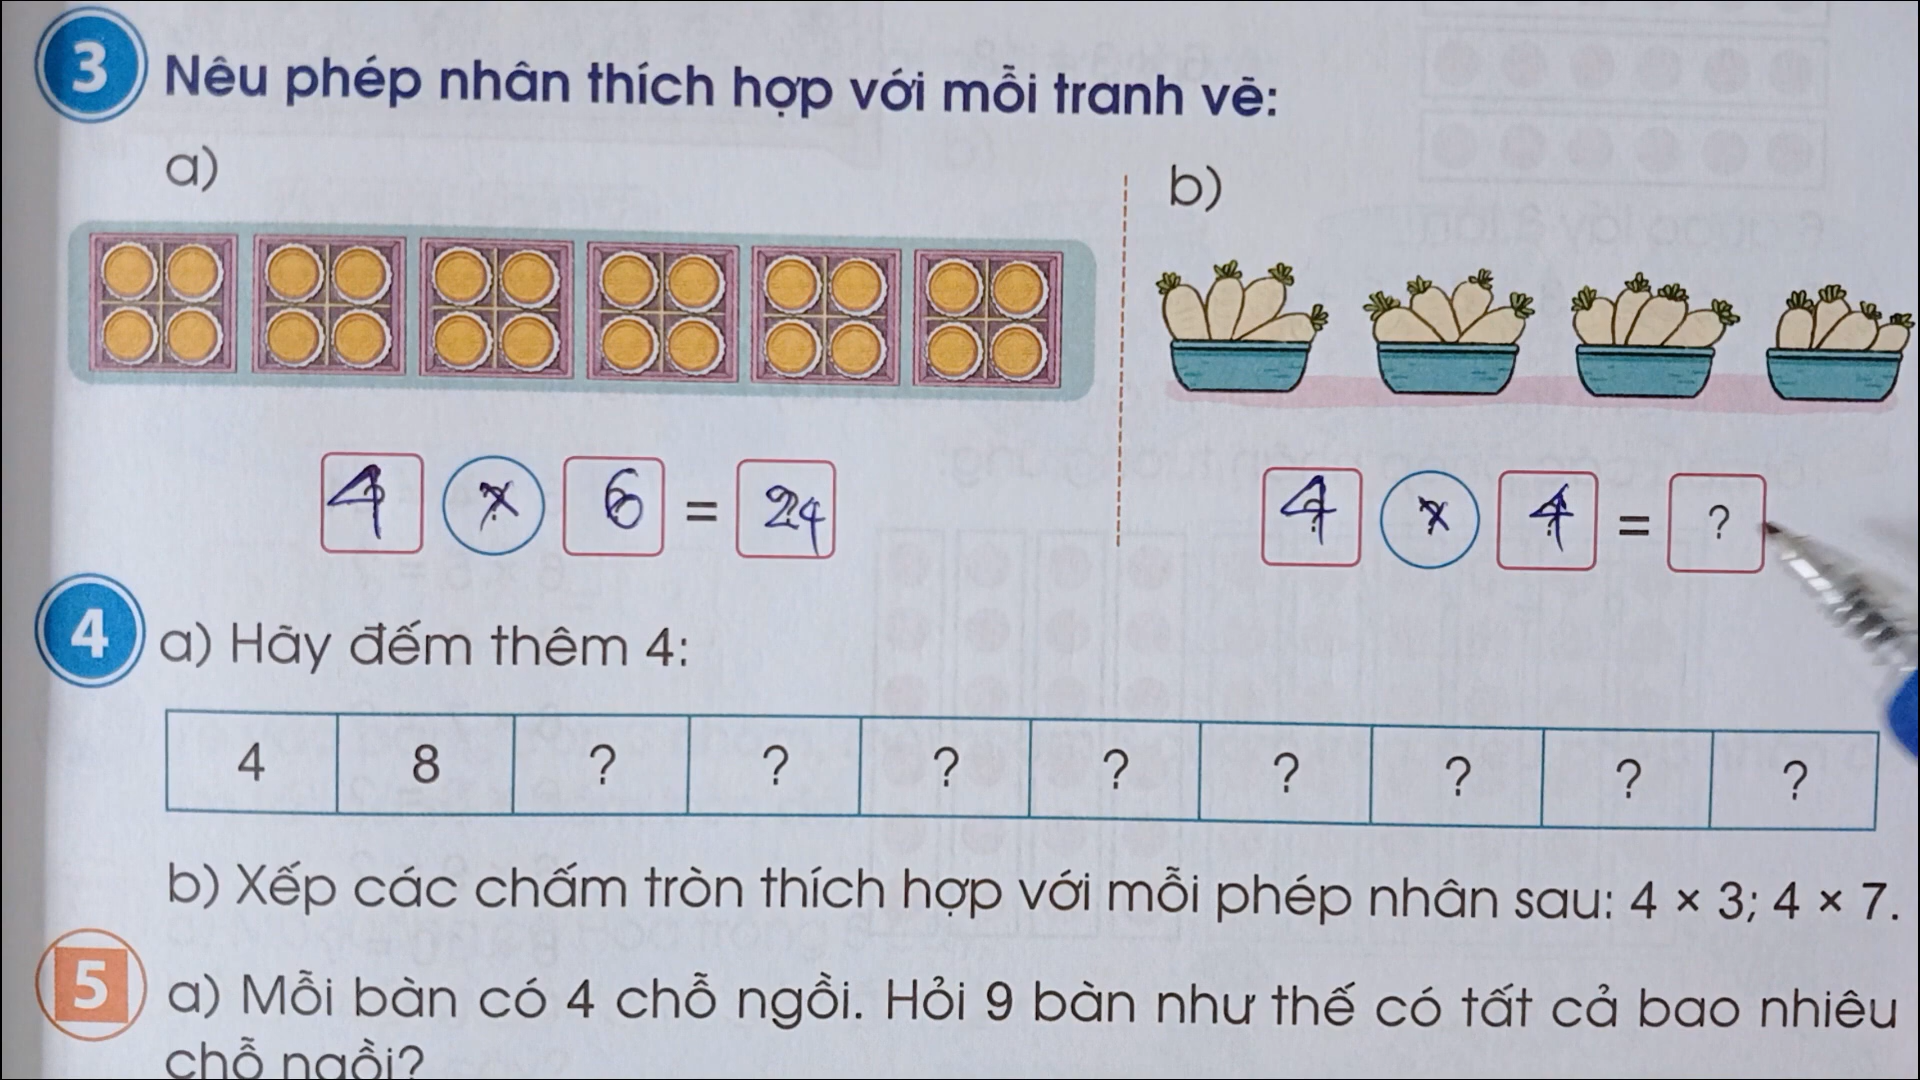 3 Nêu phép nhân thích hợp với mỗi tranh vẽ:
a)
b)
4 x 6 = 24
4 x 4 = ?
4 a) Hãy đếm thêm 4:
4 8 ? ? ? ? ? ? ? ?
b) Xếp các chấm tròn thích hợp với mỗi phép nhân sau: 4 × 3; 4 × 7.
5 a) Mỗi bàn có 4 chỗ ngồi. Hỏi 9 bàn như thế có tất cả bao nhiêu
chỗ ngồi?